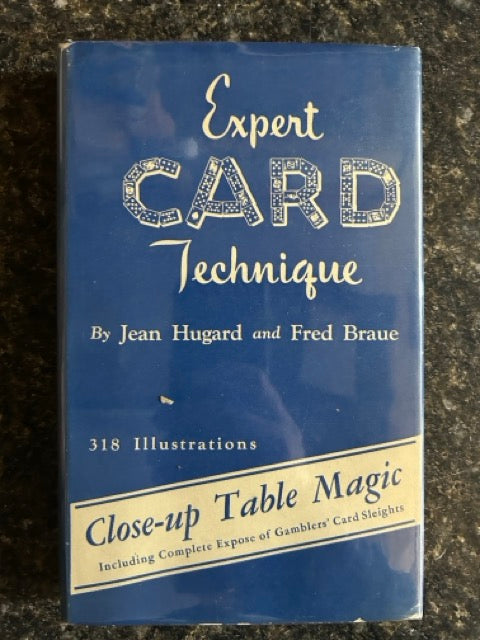 Expert
CARD
Technique
By Jean Hugard and Fred Braue
318 Illustrations
Close-up Table Magic
Including Complete Expose of Gamblers' Card Sleights